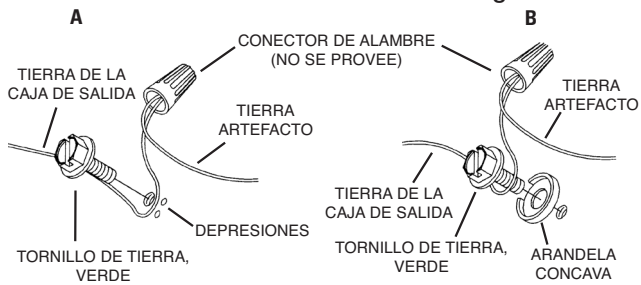 A
B
CONECTOR DE ALAMBRE
(NO SE PROVEE)
TIERRA DE LA
CAJA DE SALIDA
TIERRA
ARTEFACTO
DEPRESIONES
TORNILLO DE TIERRA,
VERDE
TIERRA
ARTEFACTO
TIERRA DE LA
CAJA DE SALIDA
TORNILLO DE TIERRA,
VERDE
ARANDELA
CONCAVA